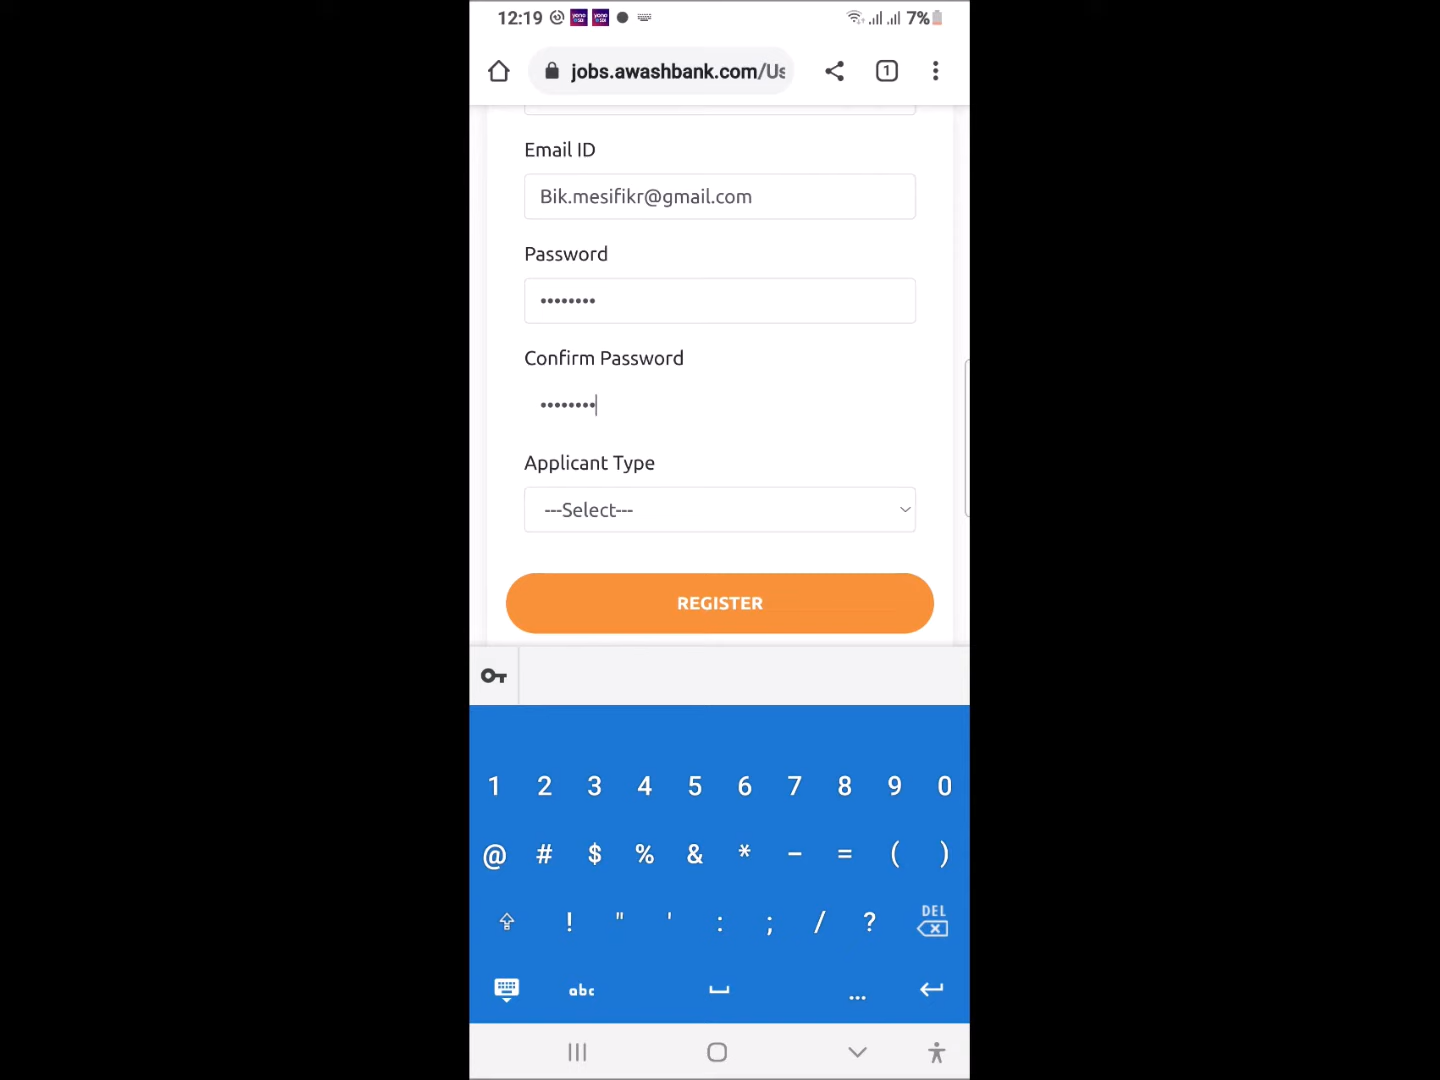 12:19 7%
jobs.awashbank.com/Us 1
Email ID
Bik.mesifikr@gmail.com
Password
••••••••
Confirm Password
••••••••
Applicant Type
---Select---
REGISTER
1 2 3 4 5 6 7 8 9 0
@ # $ % & * − = ( )
! " ' : ; / ? DEL
abc ...